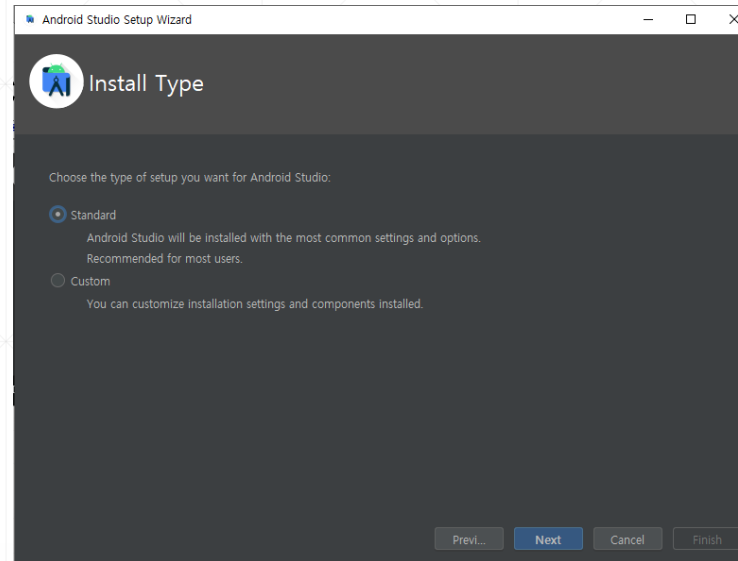 Android Studio Setup Wizard
Install Type
Choose the type of setup you want for Android Studio:
Standard
Android Studio will be installed with the most common settings and options.
Recommended for most users.
Custom
You can customize installation settings and components installed.
Previ... Next Cancel Finish